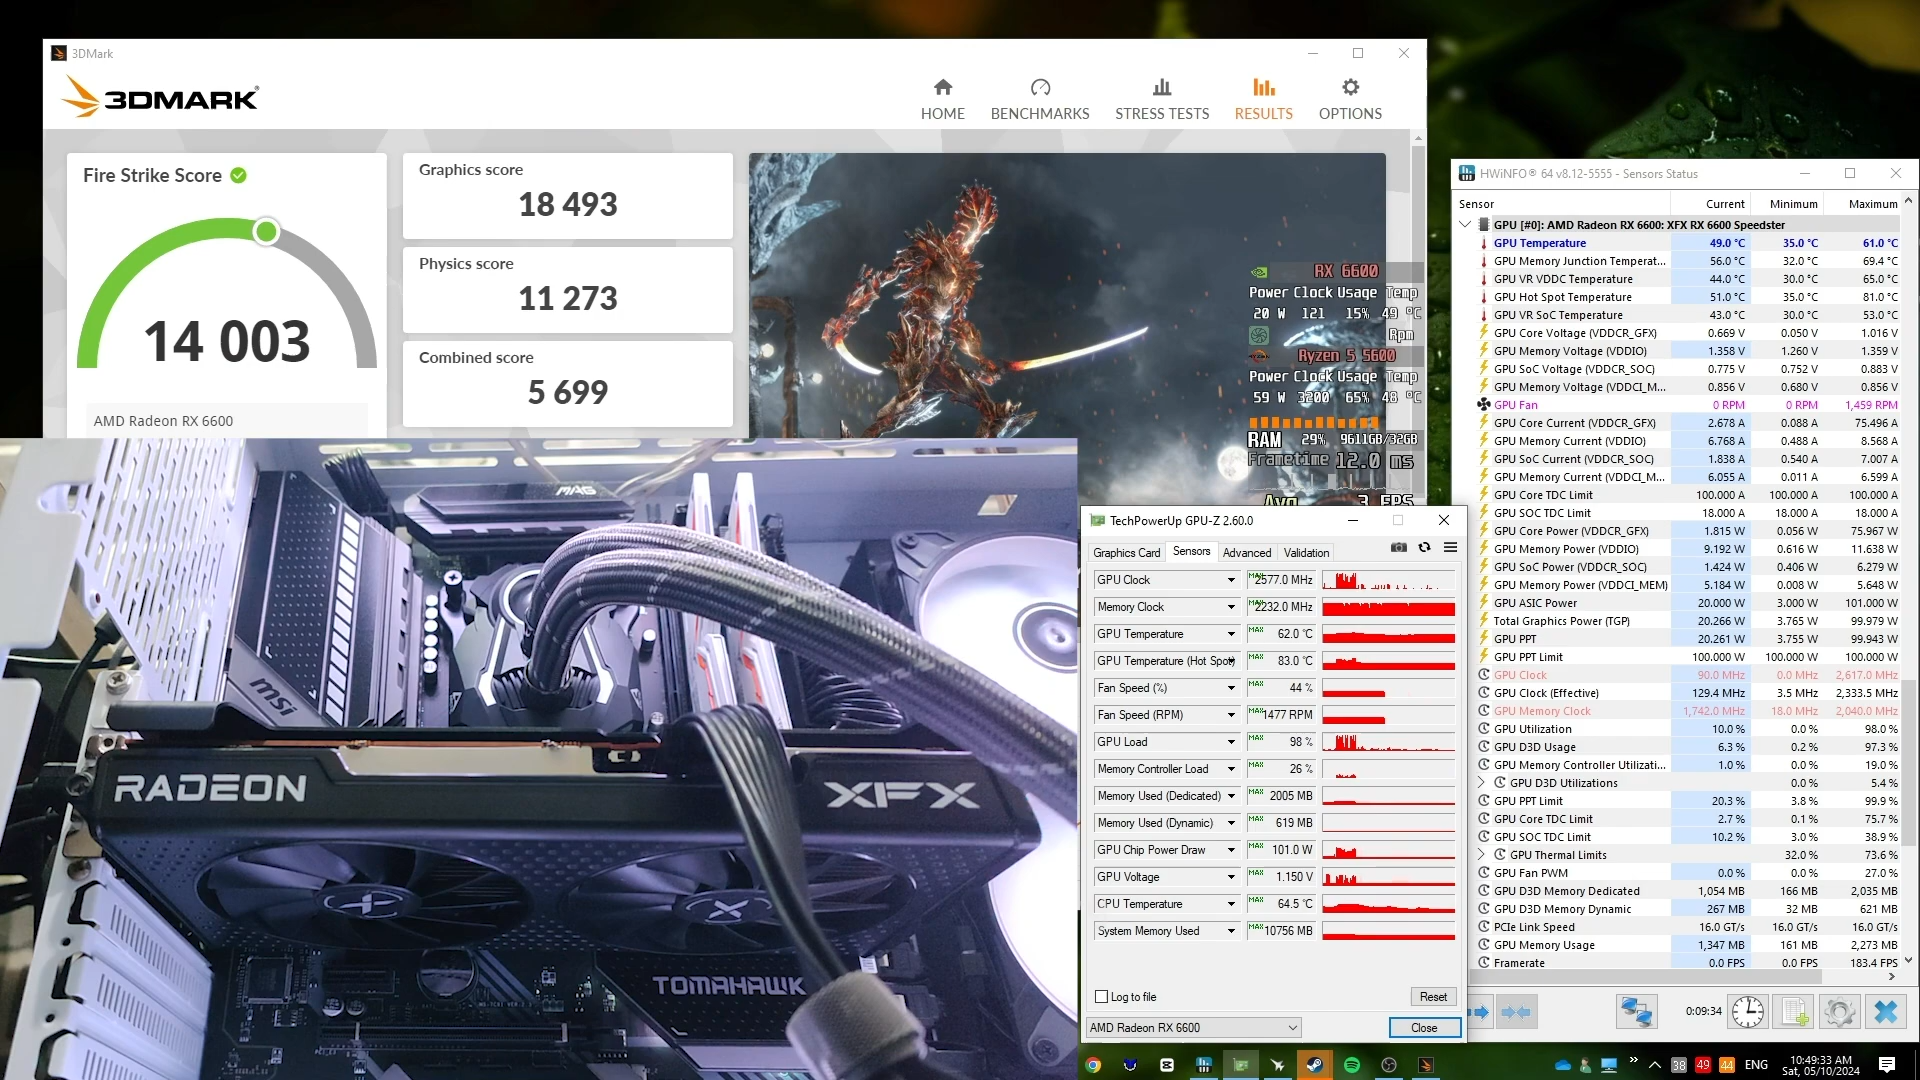 3DMark
3DMARK
HOME
BENCHMARKS
STRESS TESTS
RESULTS
OPTIONS
Fire Strike Score
14 003
AMD Radeon RX 6600
Graphics score
18 493
Physics score
11 273
Combined score
5 699
RX 6600
Power Clock Usage Temp
20 W 121 15% 49 °C
Rpm
Ryzen 5 5600
Power Clock Usage Temp
59 W 3200 65% 48 °C
RAM 29% 9611GB/32GB
Frametime 12.0 ms
Avg 3 FPS
HWiNFO® 64 v8.12-5555 - Sensors Status
Sensor Current Minimum Maximum
GPU [#0]: AMD Radeon RX 6600: XFX RX 6600 Speedster
GPU Temperature 49.0 °C 35.0 °C 61.0 °C
GPU Memory Junction Temperat... 56.0 °C 32.0 °C 69.4 °C
GPU VR VDDC Temperature 44.0 °C 30.0 °C 65.0 °C
GPU Hot Spot Temperature 51.0 °C 35.0 °C 81.0 °C
GPU VR SoC Temperature 43.0 °C 30.0 °C 53.0 °C
GPU Core Voltage (VDDCR_GFX) 0.669 V 0.050 V 1.016 V
GPU Memory Voltage (VDDIO) 1.358 V 1.260 V 1.359 V
GPU SoC Voltage (VDDCR_SOC) 0.775 V 0.752 V 0.883 V
GPU Memory Voltage (VDDCI_M... 0.856 V 0.680 V 0.856 V
GPU Fan 0 RPM 0 RPM 1,459 RPM
GPU Core Current (VDDCR_GFX) 2.678 A 0.088 A 75.496 A
GPU Memory Current (VDDIO) 6.768 A 0.488 A 8.568 A
GPU SoC Current (VDDCR_SOC) 1.838 A 0.540 A 7.007 A
GPU Memory Current (VDDCI_M... 6.055 A 0.011 A 6.599 A
GPU Core TDC Limit 100.000 A 100.000 A 100.000 A
GPU SOC TDC Limit 18.000 A 18.000 A 18.000 A
GPU Core Power (VDDCR_GFX) 1.815 W 0.056 W 75.967 W
GPU Memory Power (VDDIO) 9.192 W 0.616 W 11.638 W
GPU SoC Power (VDDCR_SOC) 1.424 W 0.406 W 6.279 W
GPU Memory Power (VDDCI_MEM) 5.184 W 0.008 W 5.648 W
GPU ASIC Power 20.000 W 3.000 W 101.000 W
Total Graphics Power (TGP) 20.266 W 3.765 W 99.979 W
GPU PPT 20.261 W 3.755 W 99.943 W
GPU PPT Limit 100.000 W 100.000 W 100.000 W
GPU Clock 90.0 MHz 0.0 MHz 2,617.0 MHz
GPU Clock (Effective) 129.4 MHz 3.5 MHz 2,333.5 MHz
GPU Memory Clock 1,742.0 MHz 18.0 MHz 2,040.0 MHz
GPU Utilization 10.0 % 0.0 % 98.0 %
GPU D3D Usage 6.3 % 0.2 % 97.3 %
GPU Memory Controller Utilizati... 1.0 % 0.0 % 19.0 %
GPU D3D Utilizations 0.0 % 5.4 %
GPU PPT Limit 20.3 % 3.8 % 99.9 %
GPU Core TDC Limit 2.7 % 0.1 % 75.7 %
GPU SOC TDC Limit 10.2 % 3.0 % 38.9 %
GPU Thermal Limits 32.0 % 73.6 %
GPU Fan PWM 0.0 % 0.0 % 27.0 %
GPU D3D Memory Dedicated 1,054 MB 166 MB 2,035 MB
GPU D3D Memory Dynamic 267 MB 32 MB 621 MB
PCIe Link Speed 16.0 GT/s 16.0 GT/s 16.0 GT/s
GPU Memory Usage 1,347 MB 161 MB 2,273 MB
Framerate 0.0 FPS 0.0 FPS 183.4 FPS
0:09:34
TechPowerUp GPU-Z 2.60.0
Graphics Card Sensors Advanced Validation
GPU Clock MAX 2577.0 MHz
Memory Clock MAX 2232.0 MHz
GPU Temperature MAX 62.0 °C
GPU Temperature (Hot Spot) MAX 83.0 °C
Fan Speed (%) MAX 44 %
Fan Speed (RPM) MAX 1477 RPM
GPU Load MAX 98 %
Memory Controller Load MAX 26 %
Memory Used (Dedicated) MAX 2005 MB
Memory Used (Dynamic) MAX 619 MB
GPU Chip Power Draw MAX 101.0 W
GPU Voltage MAX 1.150 V
CPU Temperature MAX 64.5 °C
System Memory Used MAX 10756 MB
Log to file
Reset
AMD Radeon RX 6600
Close
MAG
msi
RADEON
XFX
TOMAHAWK
38 49 44 ENG
10:49:33 AM
Sat, 05/10/2024